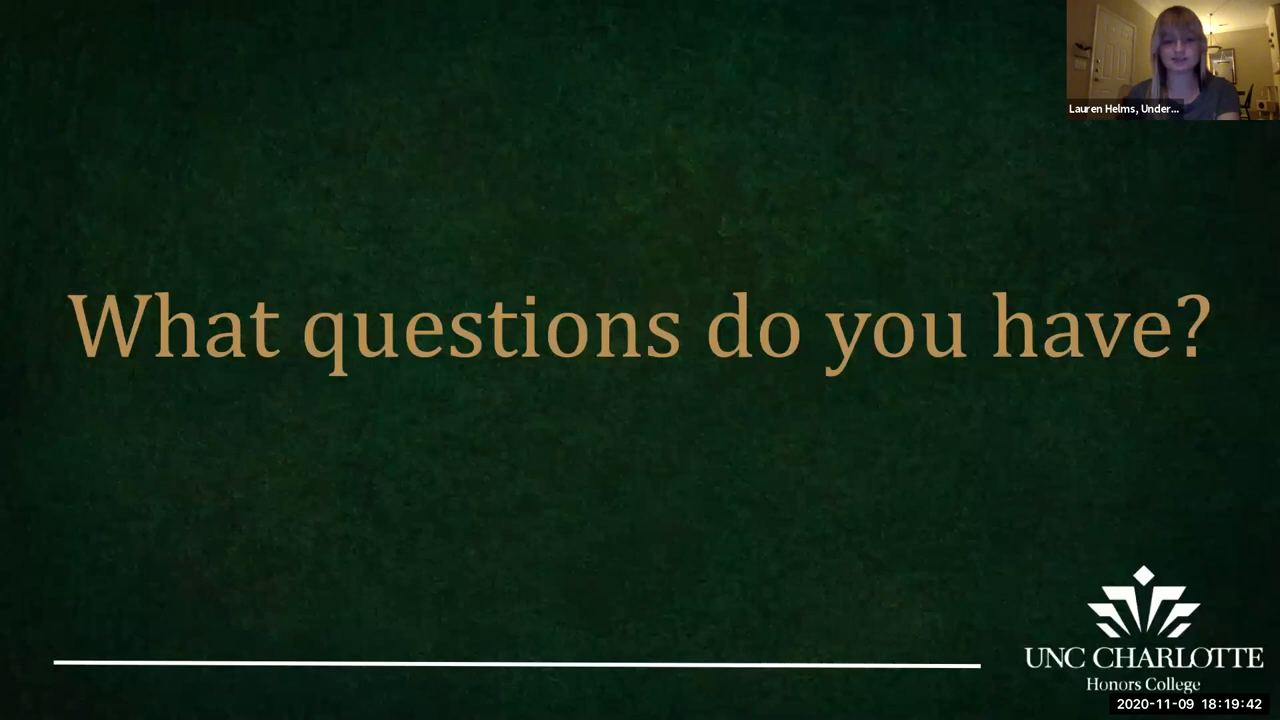 Lauren Helms, Under...
What questions do you have?
UNC CHARLOTTE
Honors College
2020-11-09 18:19:42